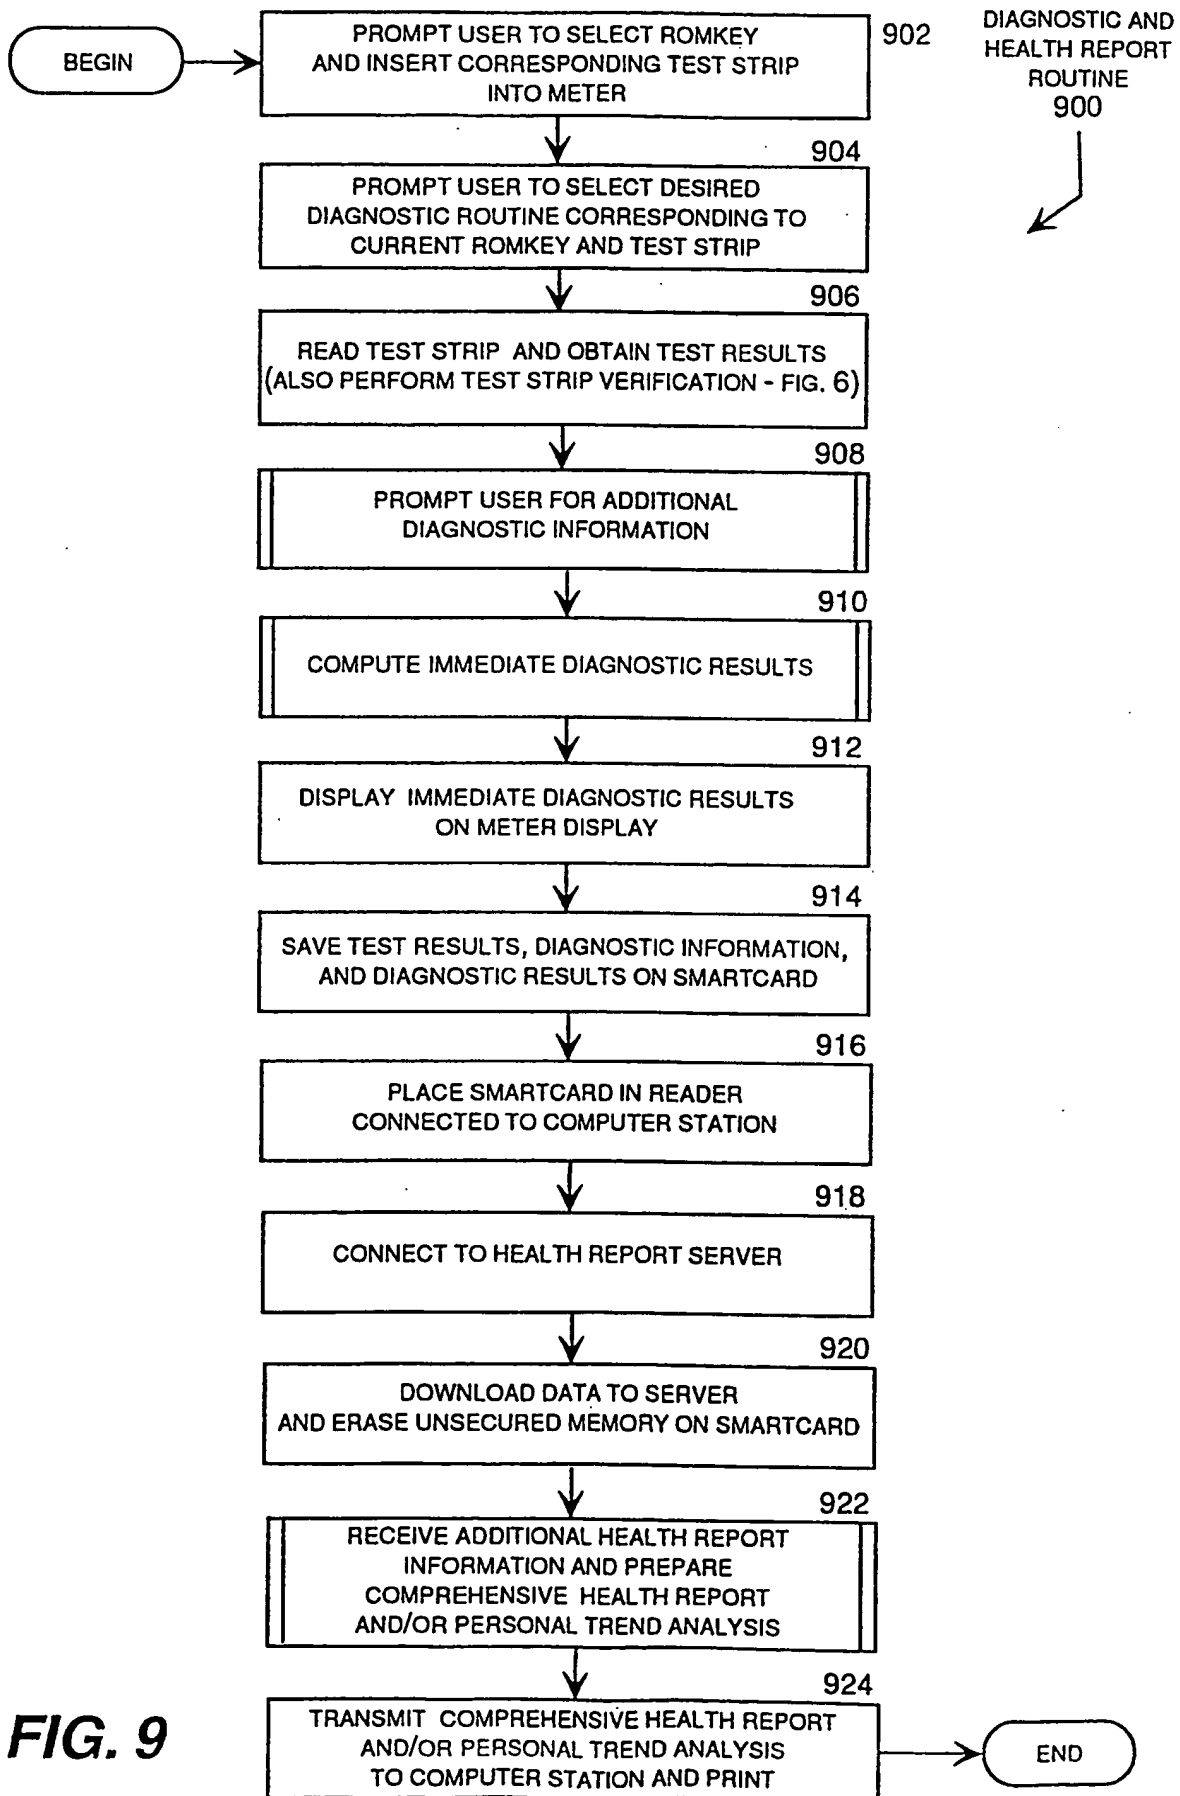 BEGIN
PROMPT USER TO SELECT ROMKEY
AND INSERT CORRESPONDING TEST STRIP
INTO METER
902
DIAGNOSTIC AND
HEALTH REPORT
ROUTINE
900
904
PROMPT USER TO SELECT DESIRED
DIAGNOSTIC ROUTINE CORRESPONDING TO
CURRENT ROMKEY AND TEST STRIP
906
READ TEST STRIP AND OBTAIN TEST RESULTS
(ALSO PERFORM TEST STRIP VERIFICATION - FIG. 6)
908
PROMPT USER FOR ADDITIONAL
DIAGNOSTIC INFORMATION
910
COMPUTE IMMEDIATE DIAGNOSTIC RESULTS
912
DISPLAY IMMEDIATE DIAGNOSTIC RESULTS
ON METER DISPLAY
914
SAVE TEST RESULTS, DIAGNOSTIC INFORMATION,
AND DIAGNOSTIC RESULTS ON SMARTCARD
916
PLACE SMARTCARD IN READER
CONNECTED TO COMPUTER STATION
918
CONNECT TO HEALTH REPORT SERVER
920
DOWNLOAD DATA TO SERVER
AND ERASE UNSECURED MEMORY ON SMARTCARD
922
RECEIVE ADDITIONAL HEALTH REPORT
INFORMATION AND PREPARE
COMPREHENSIVE HEALTH REPORT
AND/OR PERSONAL TREND ANALYSIS
924
TRANSMIT COMPREHENSIVE HEALTH REPORT
AND/OR PERSONAL TREND ANALYSIS
TO COMPUTER STATION AND PRINT
END
FIG. 9